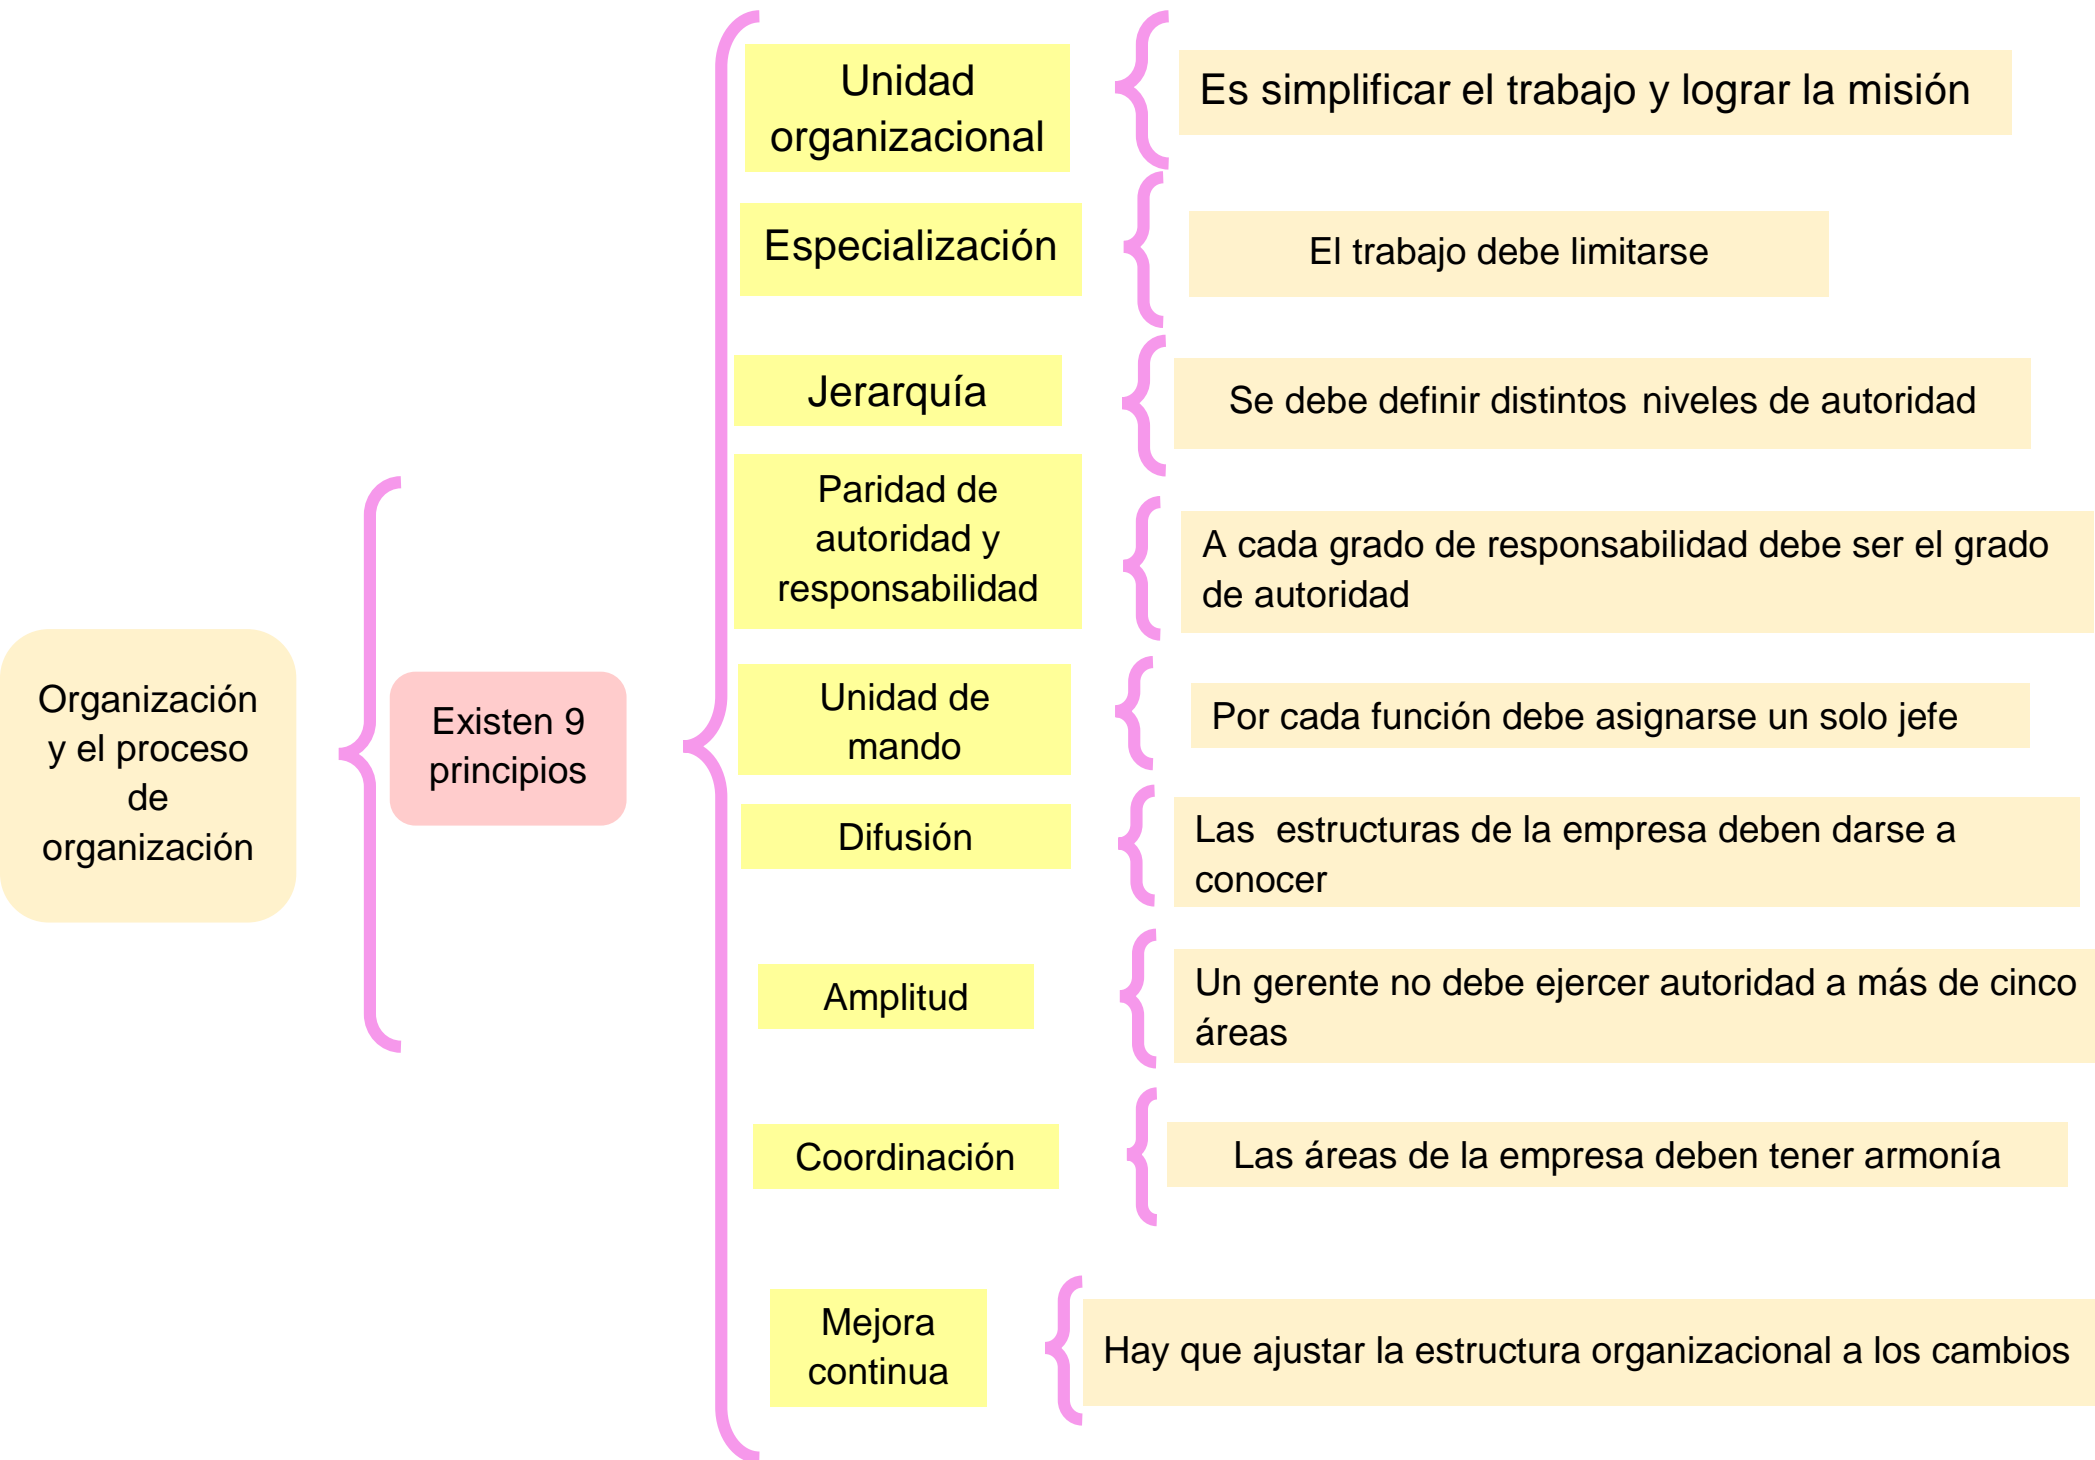 Organización
y el proceso
de
organización
Existen 9
principios
Unidad
organizacional
Es simplificar el trabajo y lograr la misión
Especialización
El trabajo debe limitarse
Jerarquía
Se debe definir distintos niveles de autoridad
Paridad de
autoridad y
responsabilidad
A cada grado de responsabilidad debe ser el grado
de autoridad
Unidad de
mando
Por cada función debe asignarse un solo jefe
Difusión
Las estructuras de la empresa deben darse a
conocer
Amplitud
Un gerente no debe ejercer autoridad a más de cinco
áreas
Coordinación
Las áreas de la empresa deben tener armonía
Mejora
continua
Hay que ajustar la estructura organizacional a los cambios